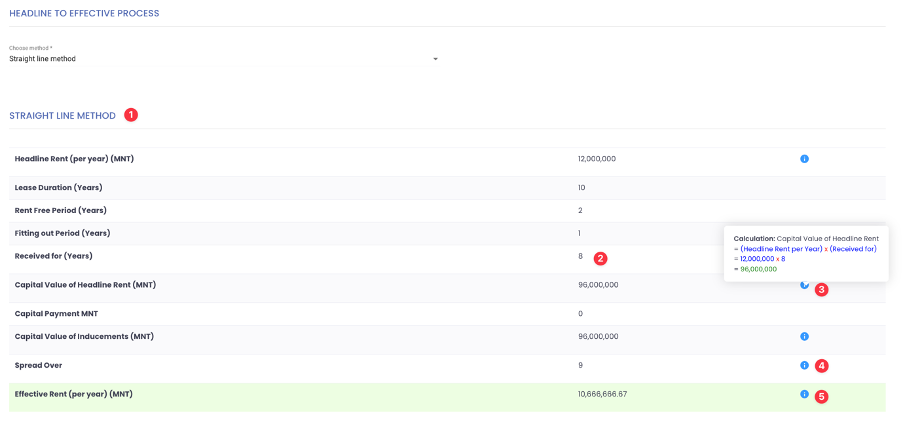 HEADLINE TO EFFECTIVE PROCESS
Choose method *
Straight line method
STRAIGHT LINE METHOD 1
Headline Rent (per year) (MNT) 12,000,000
Lease Duration (Years) 10
Rent Free Period (Years) 2
Fitting out Period (Years) 1
Calculation: Capital Value of Headline Rent
= (Headline Rent per Year) x (Received for)
= 12,000,000 x 8
= 96,000,000
Received for (Years) 8 2
Capital Value of Headline Rent (MNT) 96,000,000 3
Capital Payment MNT 0
Capital Value of Inducements (MNT) 96,000,000
Spread Over 9 4
Effective Rent (per year) (MNT) 10,666,666.67 5